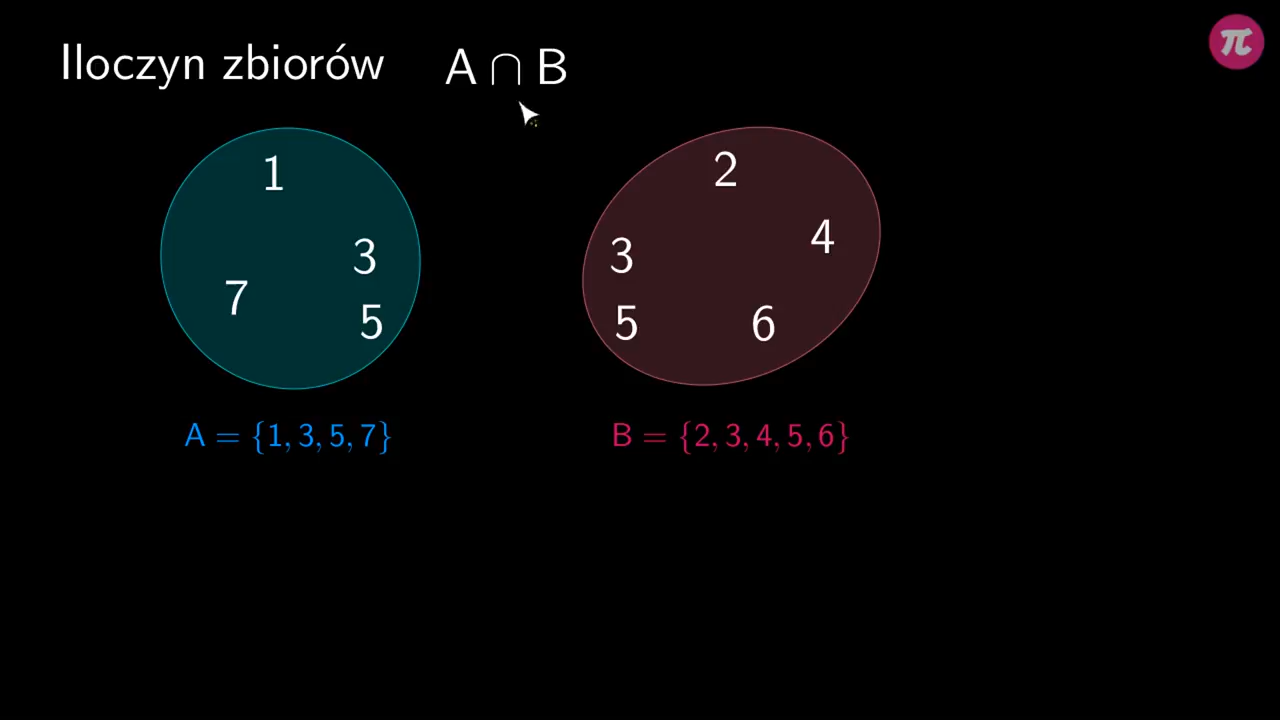 Iloczyn zbiorów A ∩ B
π
1
2
4
3
3
7
5
5
6
A = {1, 3, 5, 7}
B = {2, 3, 4, 5, 6}